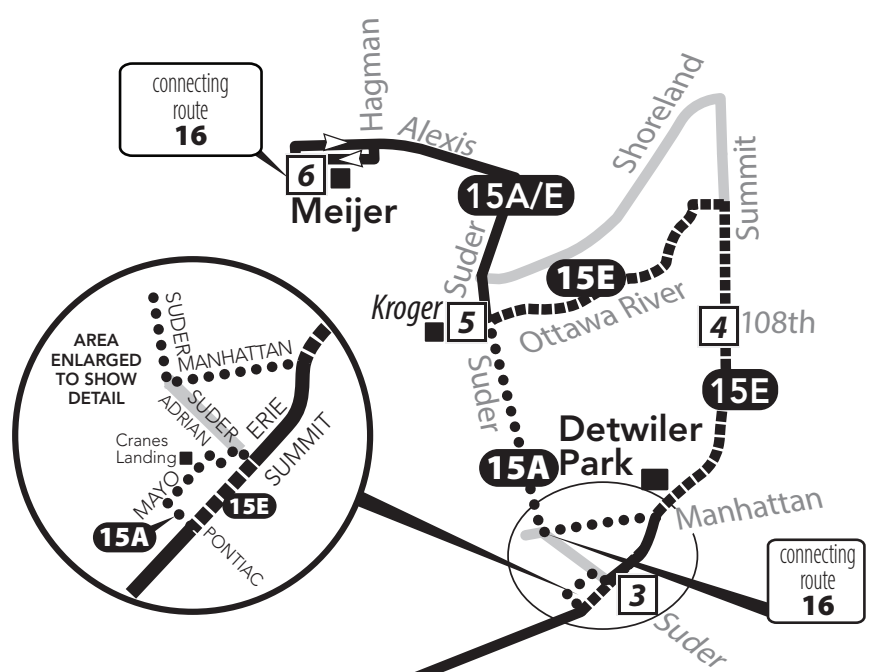 Hagman
Alexis
connecting
route
16
6
Meijer
15A/E
Shoreland
Summit
Suder
15E
Kroger
5
Ottawa River
4
108th
Suder
15E
Detwiler
Park
15A
Manhattan
connecting
route
16
3
Suder
AREA
ENLARGED
TO SHOW
DETAIL
SUDER
MANHATTAN
SUDER
ADRIAN
ERIE
SUMMIT
Cranes
Landing
MAYO
15E
15A
PONTIAC